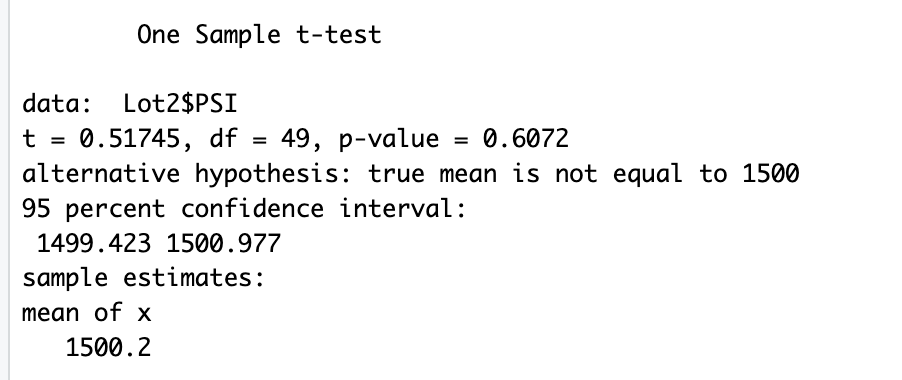 One Sample t-test
data: Lot2$PSI
t = 0.51745, df = 49, p-value = 0.6072
alternative hypothesis: true mean is not equal to 1500
95 percent confidence interval:
1499.423 1500.977
sample estimates:
mean of x
1500.2